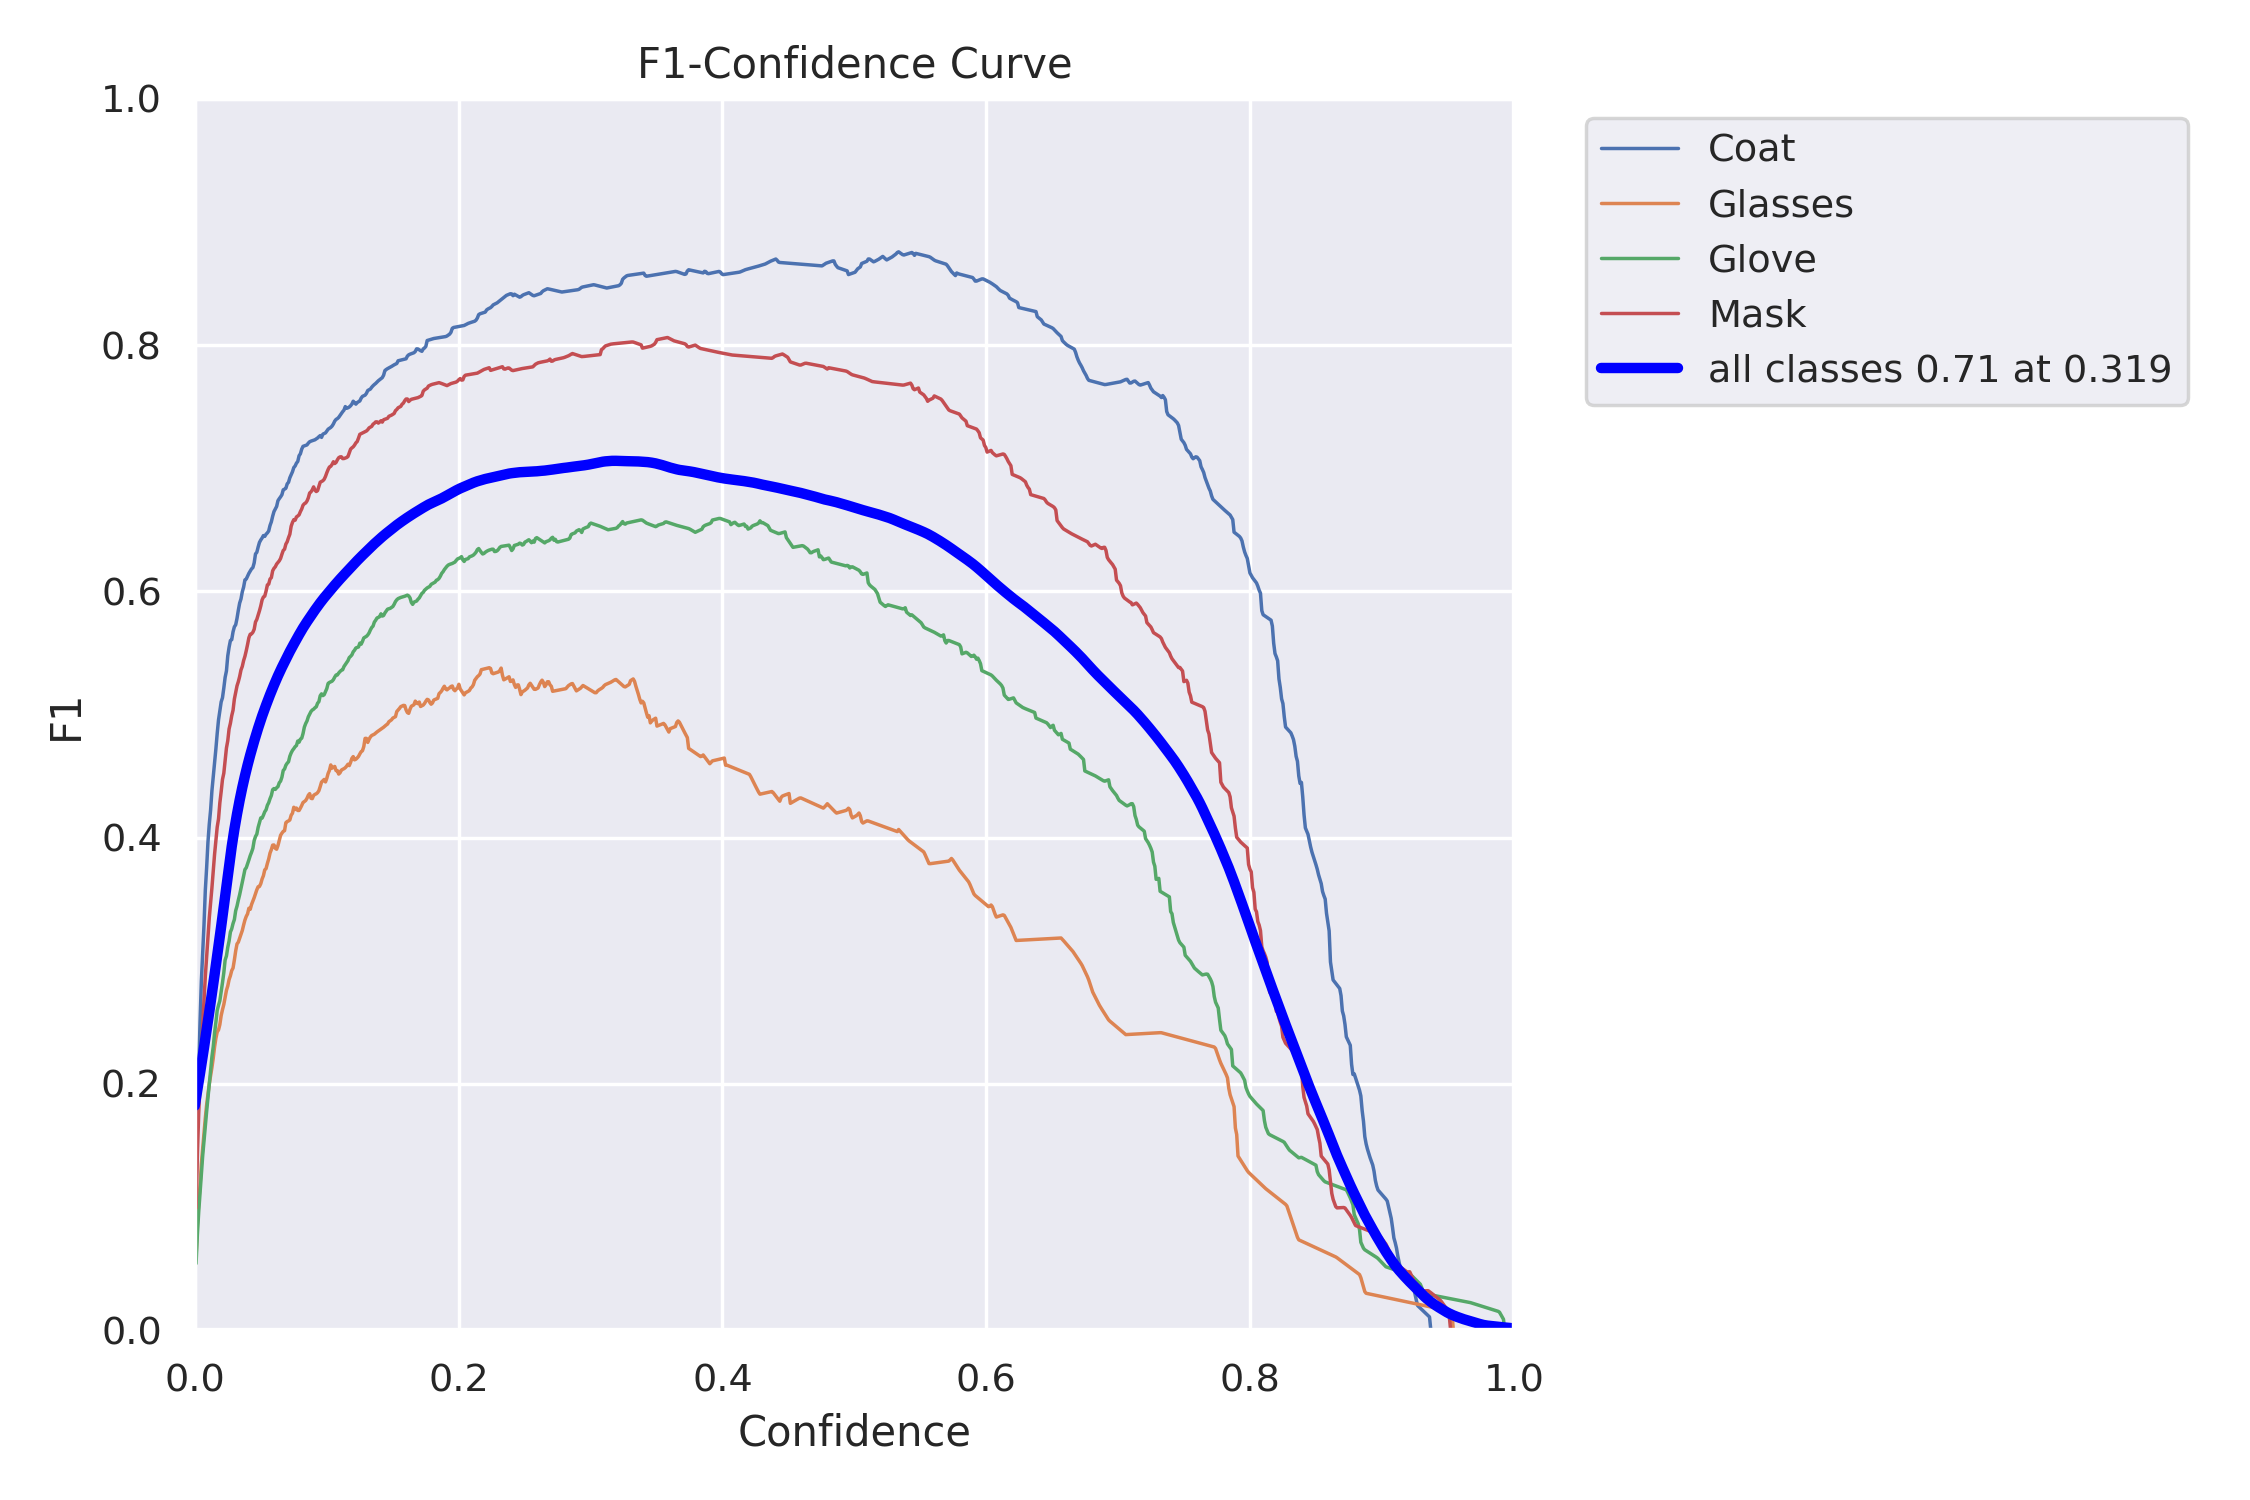 F1-Confidence Curve
1.0
0.8
0.6
0.4
0.2
0.0
F1
0.0 0.2 0.4 0.6 0.8 1.0
Confidence
Coat
Glasses
Glove
Mask
all classes 0.71 at 0.319